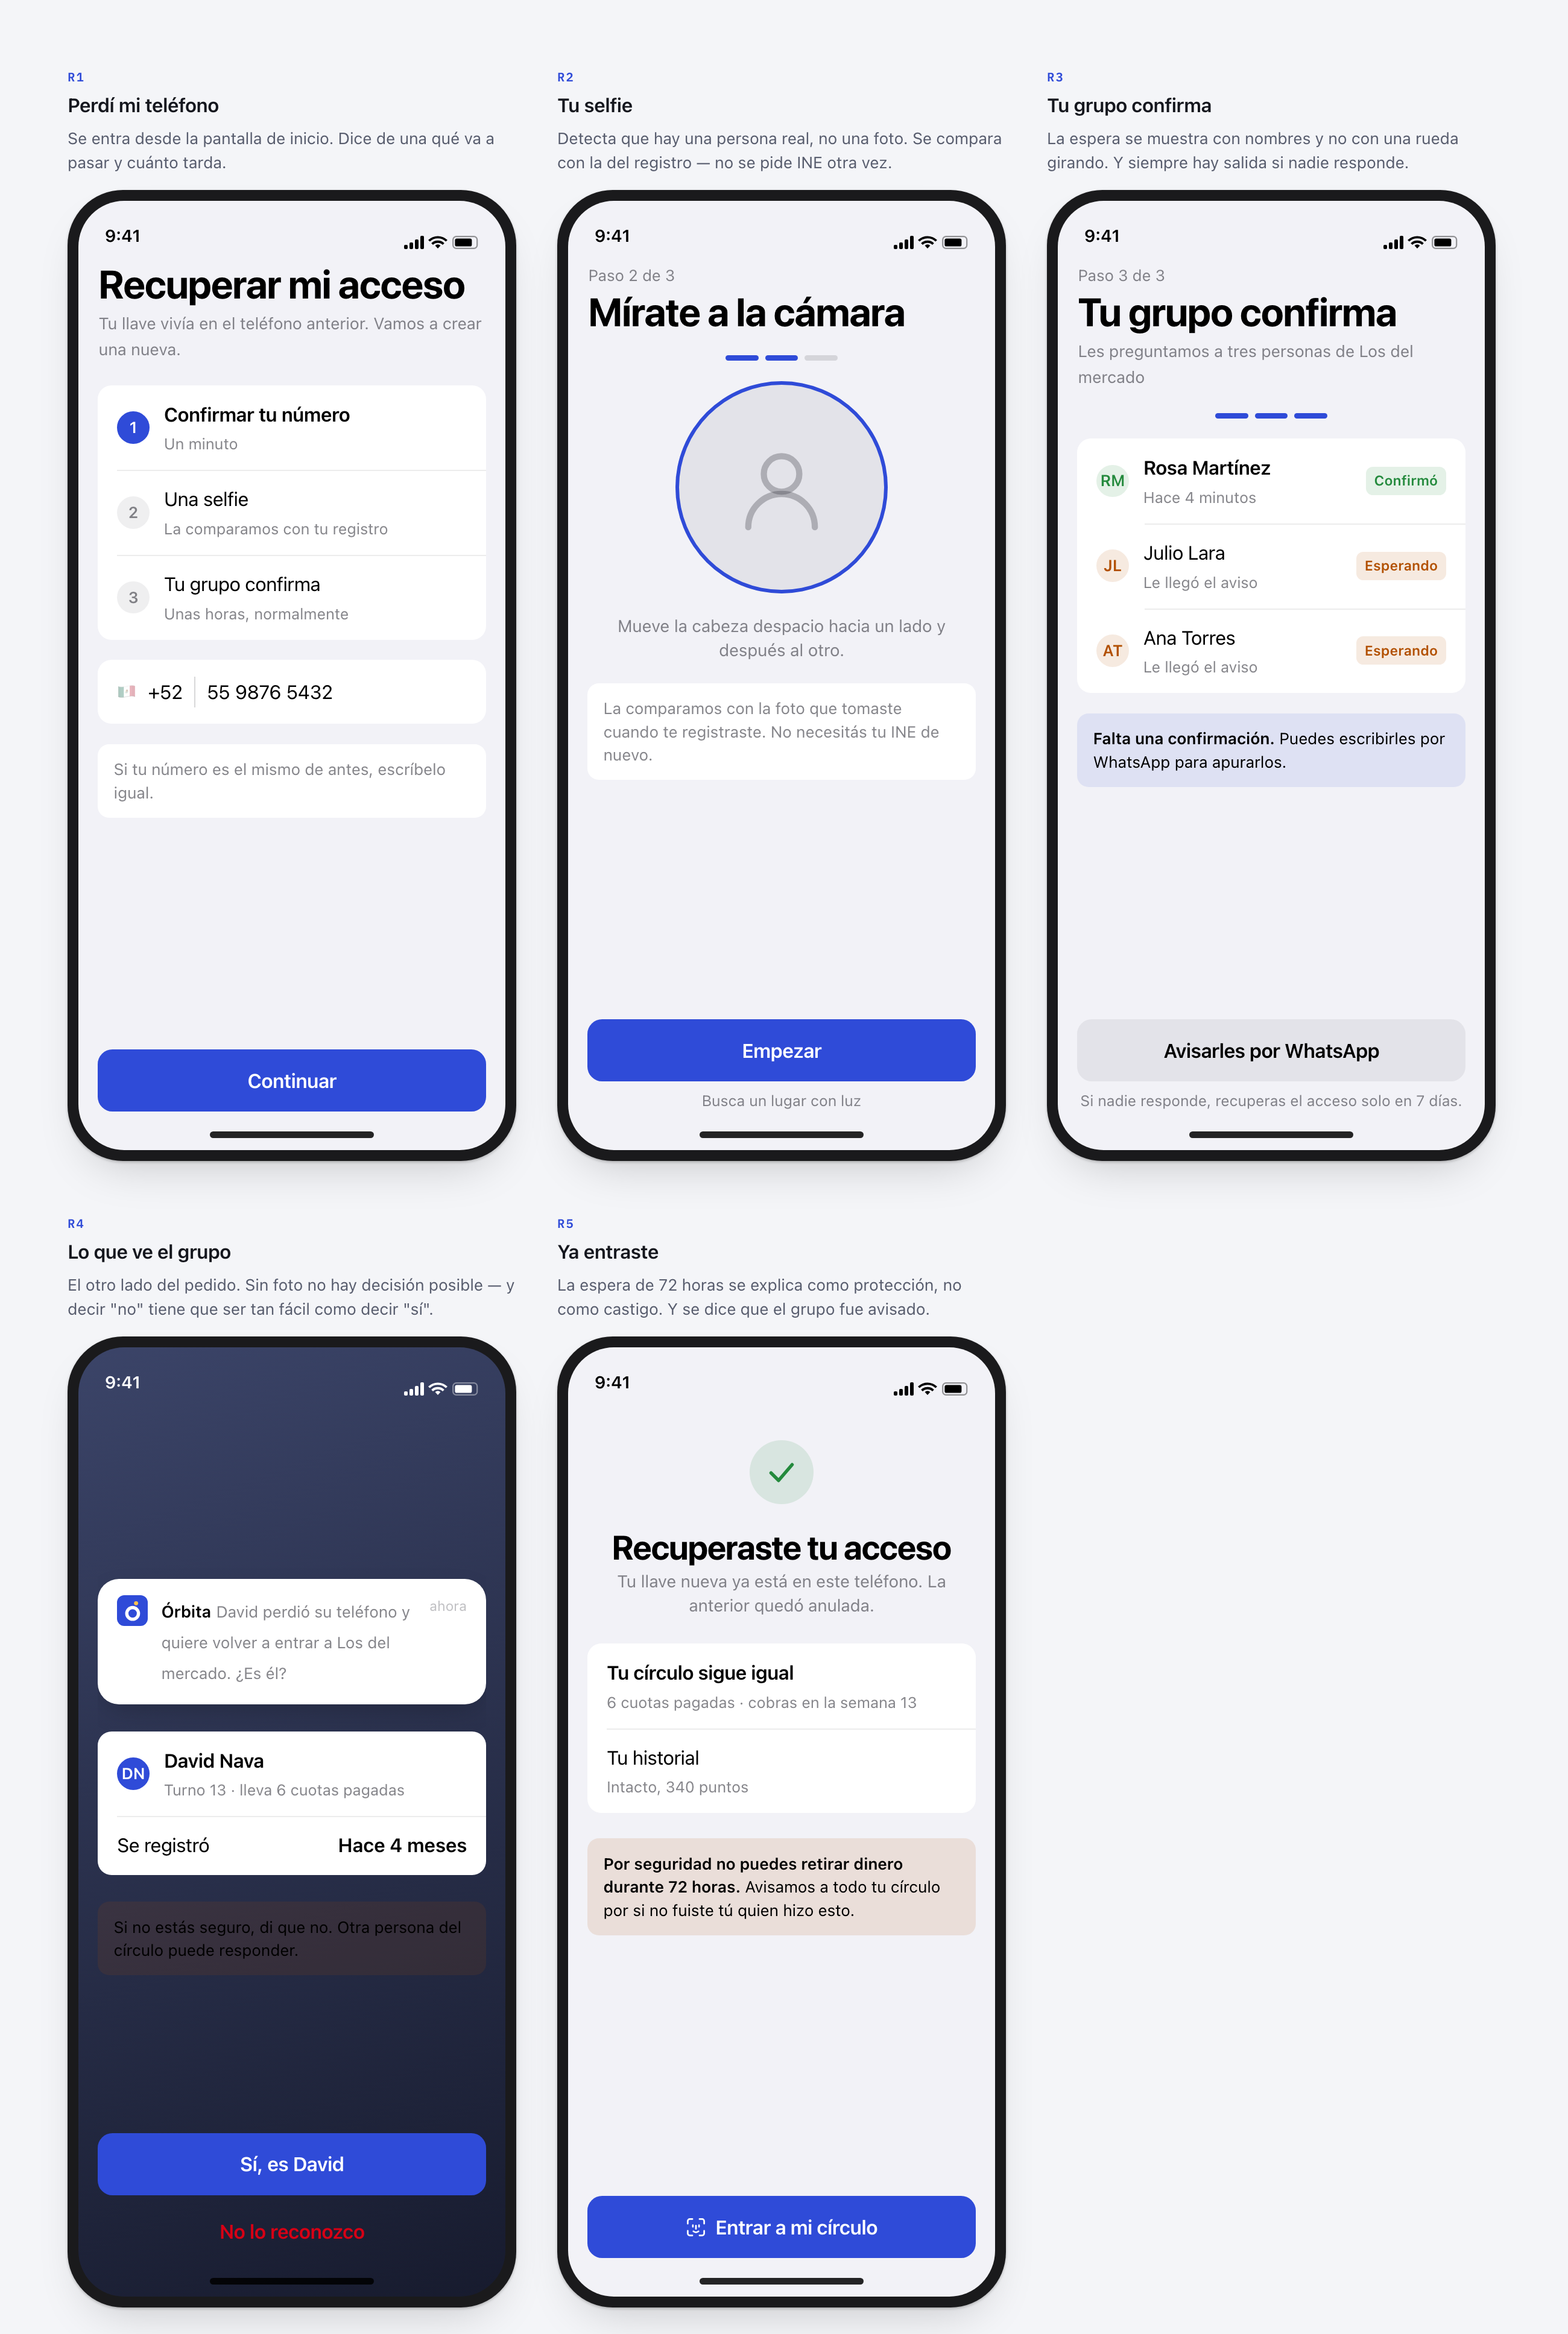 R1
Perdí mi teléfono
Se entra desde la pantalla de inicio. Dice de una qué va a
pasar y cuánto tarda.
9:41
Recuperar mi acceso
Tu llave vivía en el teléfono anterior. Vamos a crear
una nueva.
1
Confirmar tu número
Un minuto
2
Una selfie
La comparamos con tu registro
3
Tu grupo confirma
Unas horas, normalmente
+52 55 9876 5432
Si tu número es el mismo de antes, escríbelo
igual.
Continuar
R2
Tu selfie
Detecta que hay una persona real, no una foto. Se compara
con la del registro — no se pide INE otra vez.
9:41
Paso 2 de 3
Mírate a la cámara
Mueve la cabeza despacio hacia un lado y
después al otro.
La comparamos con la foto que tomaste
cuando te registraste. No necesitás tu INE de
nuevo.
Empezar
Busca un lugar con luz
R3
Tu grupo confirma
La espera se muestra con nombres y no con una rueda
girando. Y siempre hay salida si nadie responde.
9:41
Paso 3 de 3
Tu grupo confirma
Les preguntamos a tres personas de Los del
mercado
RM
Rosa Martínez
Hace 4 minutos
Confirmó
JL
Julio Lara
Le llegó el aviso
Esperando
AT
Ana Torres
Le llegó el aviso
Esperando
Falta una confirmación. Puedes escribirles por
WhatsApp para apurarlos.
Avisarles por WhatsApp
Si nadie responde, recuperas el acceso solo en 7 días.
R4
Lo que ve el grupo
El otro lado del pedido. Sin foto no hay decisión posible — y
decir "no" tiene que ser tan fácil como decir "sí".
9:41
Órbita David perdió su teléfono y
quiere volver a entrar a Los del
mercado. ¿Es él?
ahora
DN
David Nava
Turno 13 · lleva 6 cuotas pagadas
Se registró
Hace 4 meses
Si no estás seguro, di que no. Otra persona del
círculo puede responder.
Sí, es David
No lo reconozco
R5
Ya entraste
La espera de 72 horas se explica como protección, no
como castigo. Y se dice que el grupo fue avisado.
9:41
Recuperaste tu acceso
Tu llave nueva ya está en este teléfono. La
anterior quedó anulada.
Tu círculo sigue igual
6 cuotas pagadas · cobras en la semana 13
Tu historial
Intacto, 340 puntos
Por seguridad no puedes retirar dinero
durante 72 horas. Avisamos a todo tu círculo
por si no fuiste tú quien hizo esto.
Entrar a mi círculo